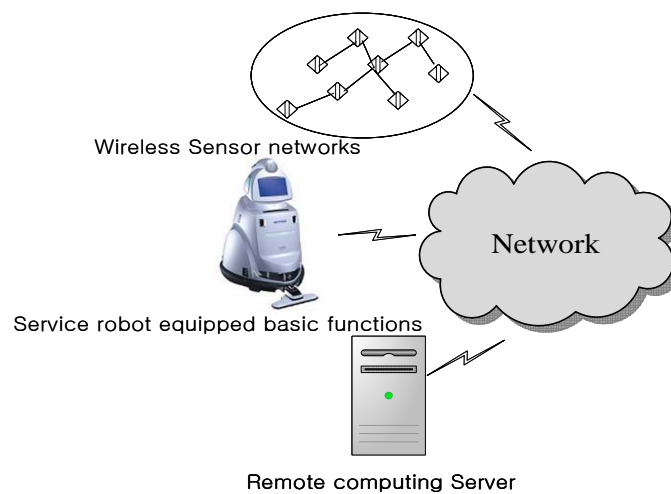 Wireless Sensor networks
Network
Service robot equipped basic functions
Remote computing Server